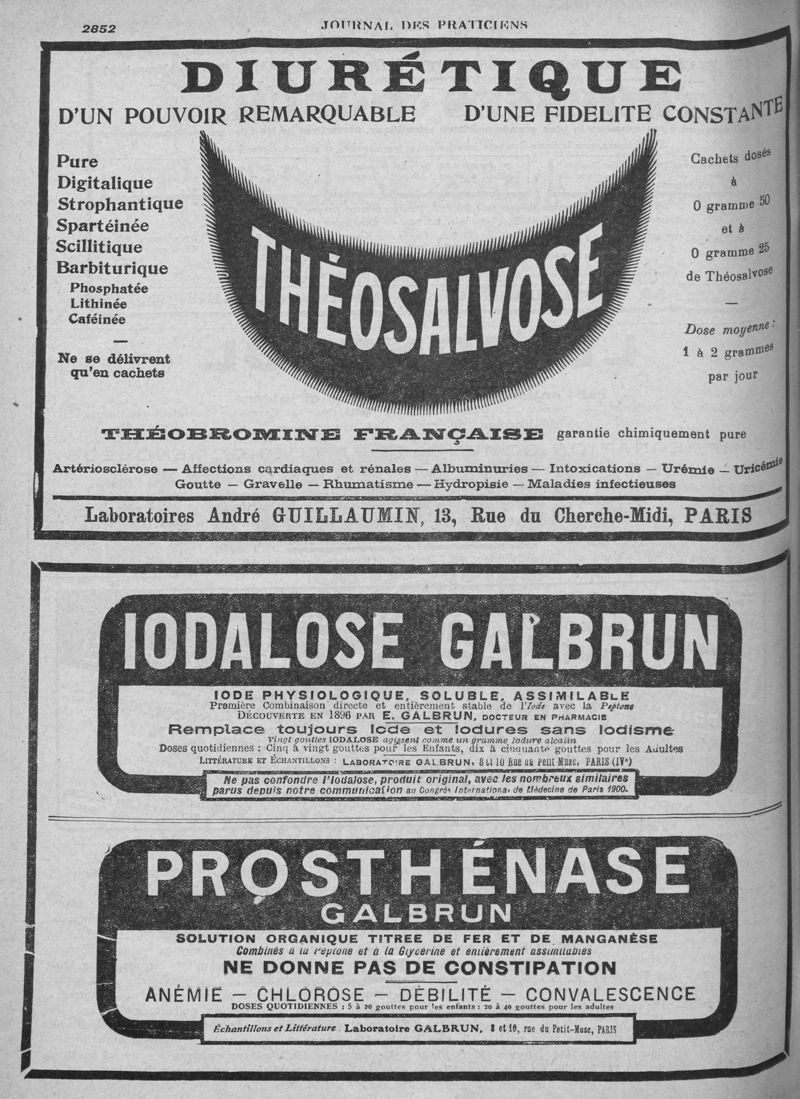 2852
JOURNAL DES PRATICIENS
DIURÉTIQUE
D'UN POUVOIR REMARQUABLE D'UNE FIDELITE CONSTANTE
Pure
Digitalique
Strophantique
Spartéinée
Scillitique
Barbiturique
Phosphatée
Lithinée
Caféinée
Ne se délivrent
qu'en cachets
THÉOSALVOSE
Cachets dosés
à
0 gramme 50
et à
0 gramme 25
de Théosalvose
—
Dose moyenne :
1 à 2 grammes
par jour
THÉOBROMINE FRANÇAISE garantie chimiquement pure
Artériosclérose — Affections cardiaques et rénales — Albuminuries — Intoxications — Urémie — Uricémie
Goutte — Gravelle — Rhumatisme — Hydropisie — Maladies infectieuses
Laboratoires André GUILLAUMIN, 13, Rue du Cherche-Midi, PARIS
IODALOSE GALBRUN
IODE PHYSIOLOGIQUE, SOLUBLE, ASSIMILABLE
Première Combinaison directe et entièrement stable de l'Iode avec la Peptone
DÉCOUVERTE EN 1896 PAR E. GALBRUN, DOCTEUR EN PHARMACIE
Remplace toujours Iode et Iodures sans Iodisme
Vingt gouttes IODALOSE agissent comme un gramme Iodure alcalin
Doses quotidiennes : Cinq à vingt gouttes pour les Enfants, dix à cinquante gouttes pour les Adultes
LITTÉRATURE ET ÉCHANTILLONS : LABORATOIRE GALBRUN, 8 et 10 Rue du Petit-Musc, PARIS (IVe)
Ne pas confondre l'Iodalose, produit original, avec les nombreux similaires
parus depuis notre communication au Congrès International de Médecine de Paris 1900.
PROSTHÉNASE
GALBRUN
SOLUTION ORGANIQUE TITREE DE FER ET DE MANGANÈSE
Combinés à la Peptone et à la Glycérine et entièrement assimilables
NE DONNE PAS DE CONSTIPATION
ANÉMIE — CHLOROSE — DÉBILITÉ — CONVALESCENCE
DOSES QUOTIDIENNES : 5 à 20 gouttes pour les enfants ; 20 à 40 gouttes pour les adultes
Échantillons et Littérature : Laboratoire GALBRUN, 8 et 10, rue du Petit-Musc, PARIS